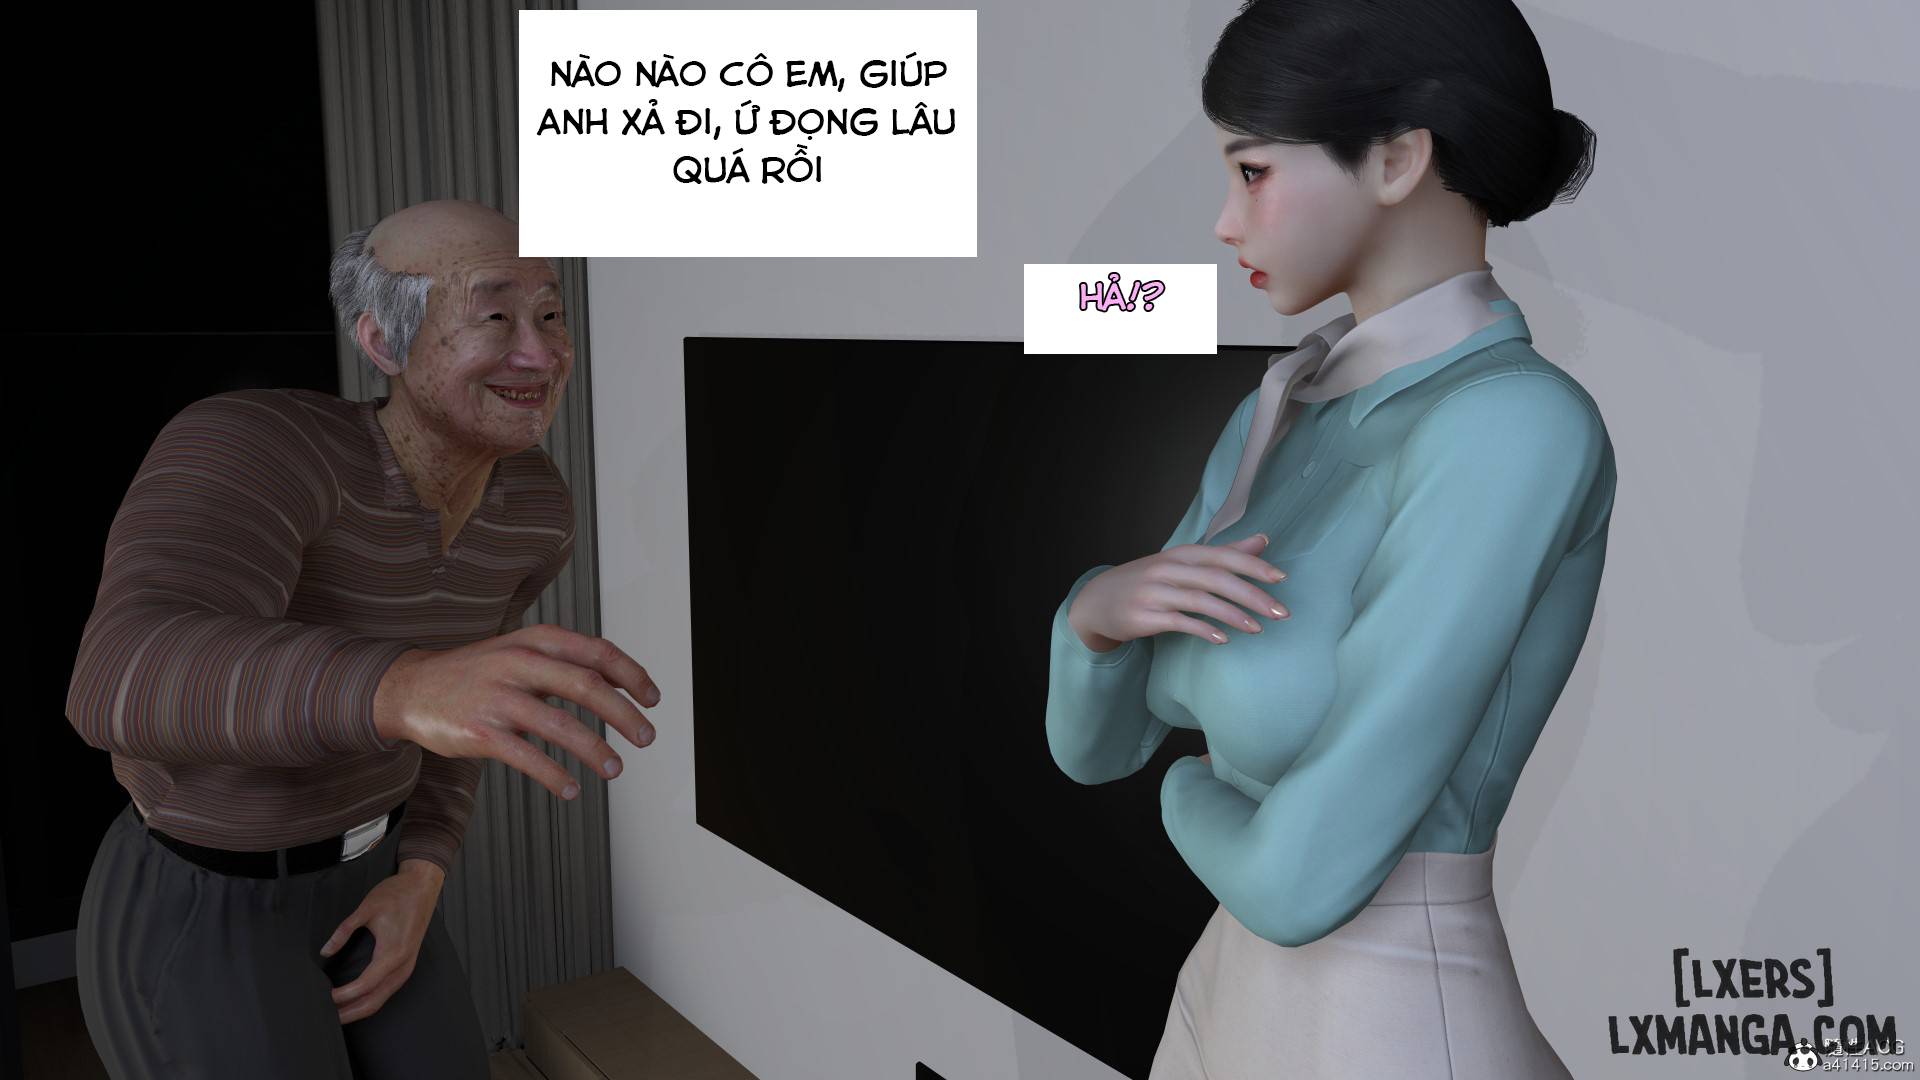 NÀO NÀO CÔ EM, GIÚP
ANH XẢ ĐI, Ứ ĐỌNG LÂU
QUÁ RỒI
HẢ!?
[LXERS]
LXMANGA.COM
a41415.com